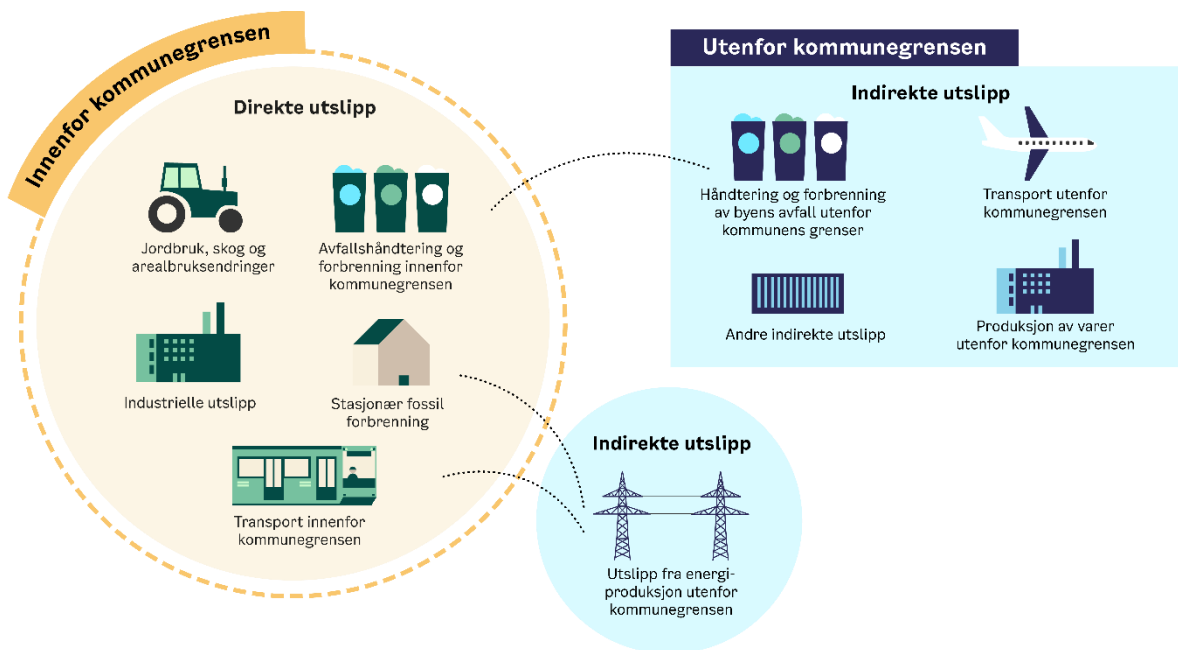 Innenfor kommunegrensen
Direkte utslipp
Jordbruk, skog og
arealbruksendringer
Avfallshåndtering og
forbrenning innenfor
kommunegrensen
Industrielle utslipp
Stasjonær fossil
forbrenning
Transport innenfor
kommunegrensen
Utenfor kommunegrensen
Indirekte utslipp
Håndtering og forbrenning
av byens avfall utenfor
kommunens grenser
Transport utenfor
kommunegrensen
Andre indirekte utslipp
Produksjon av varer
utenfor kommunegrensen
Indirekte utslipp
Utslipp fra energi-
produksjon utenfor
kommunegrensen